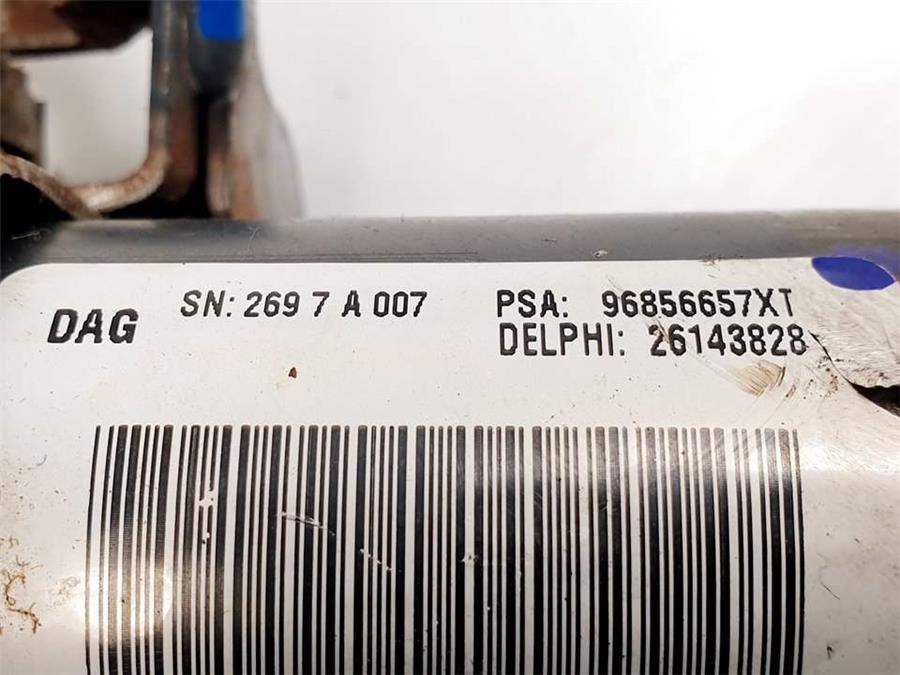 DAG SN: 269 7 A 007 PSA: 96856657XT
DELPHI: 26143828